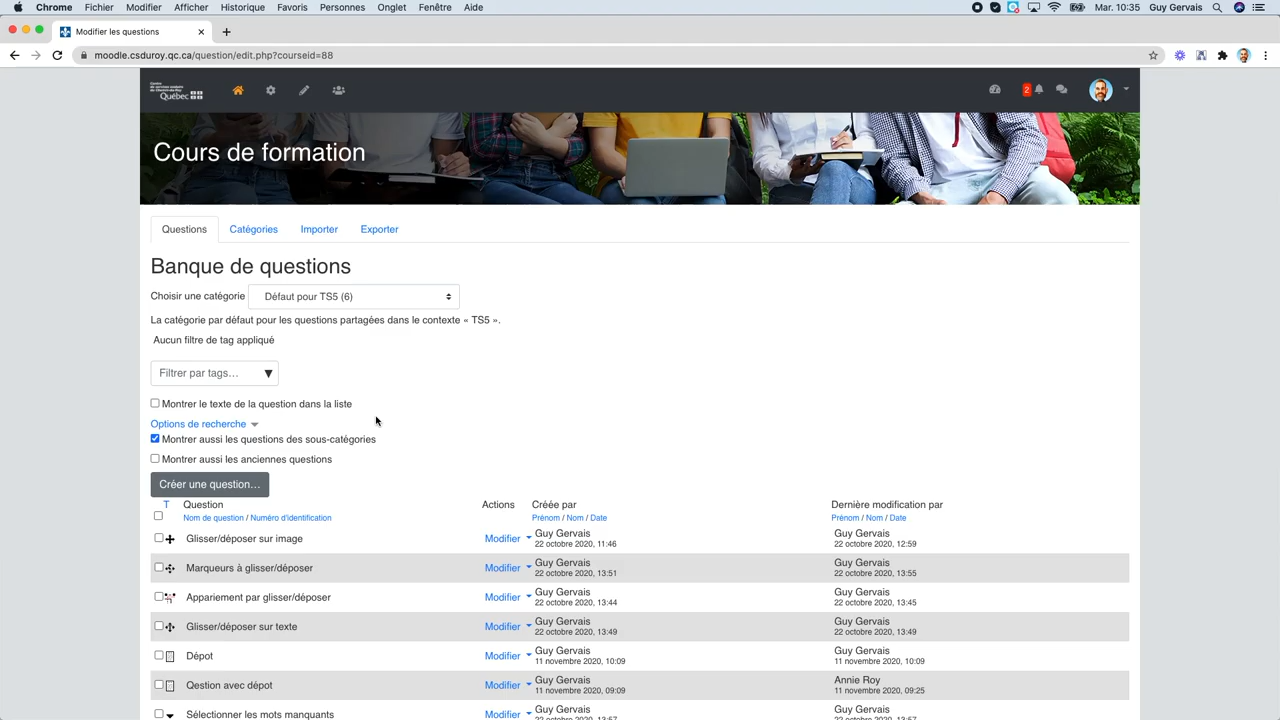 Chrome Fichier Modifier Afficher Historique Favoris Personnes Onglet Fenêtre Aide Mar. 10:35 Guy Gervais
Modifier les questions
moodle.csduroy.qc.ca/question/edit.php?courseid=88
Québec
2
Cours de formation
Questions Catégories Importer Exporter
Banque de questions
Choisir une catégorie Défaut pour TS5 (6)
La catégorie par défaut pour les questions partagées dans le contexte « TS5 ».
Aucun filtre de tag appliqué
Filtrer par tags…
Montrer le texte de la question dans la liste
Options de recherche
Montrer aussi les questions des sous-catégories
Montrer aussi les anciennes questions
Créer une question…
T Question Actions Créée par Dernière modification par
Nom de question / Numéro d'identification Prénom / Nom / Date Prénom / Nom / Date
Glisser/déposer sur image Modifier Guy Gervais Guy Gervais
22 octobre 2020, 11:46 22 octobre 2020, 12:59
Marqueurs à glisser/déposer Modifier Guy Gervais Guy Gervais
22 octobre 2020, 13:51 22 octobre 2020, 13:55
Appariement par glisser/déposer Modifier Guy Gervais Guy Gervais
22 octobre 2020, 13:44 22 octobre 2020, 13:45
Glisser/déposer sur texte Modifier Guy Gervais Guy Gervais
22 octobre 2020, 13:49 22 octobre 2020, 13:49
Dépot Modifier Guy Gervais Guy Gervais
11 novembre 2020, 10:09 11 novembre 2020, 10:09
Qestion avec dépot Modifier Guy Gervais Annie Roy
11 novembre 2020, 09:09 11 novembre 2020, 09:25
Sélectionner les mots manquants Modifier Guy Gervais Guy Gervais
22 octobre 2020, 13:57 22 octobre 2020, 13:57